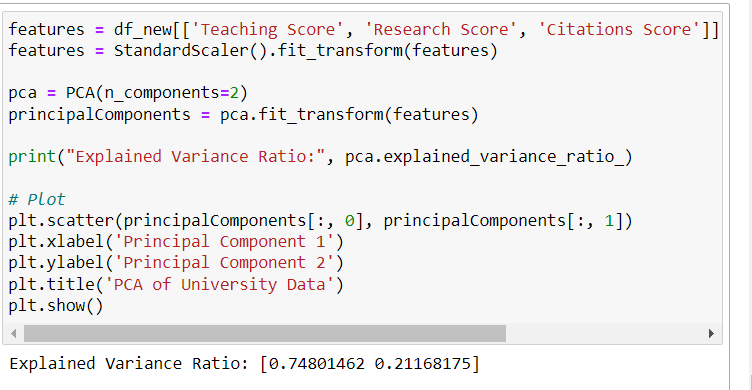 features = df_new[['Teaching Score', 'Research Score', 'Citations Score']]
features = StandardScaler().fit_transform(features)
pca = PCA(n_components=2)
principalComponents = pca.fit_transform(features)
print("Explained Variance Ratio:", pca.explained_variance_ratio_)
# Plot
plt.scatter(principalComponents[:, 0], principalComponents[:, 1])
plt.xlabel('Principal Component 1')
plt.ylabel('Principal Component 2')
plt.title('PCA of University Data')
plt.show()
Explained Variance Ratio: [0.74801462 0.21168175]